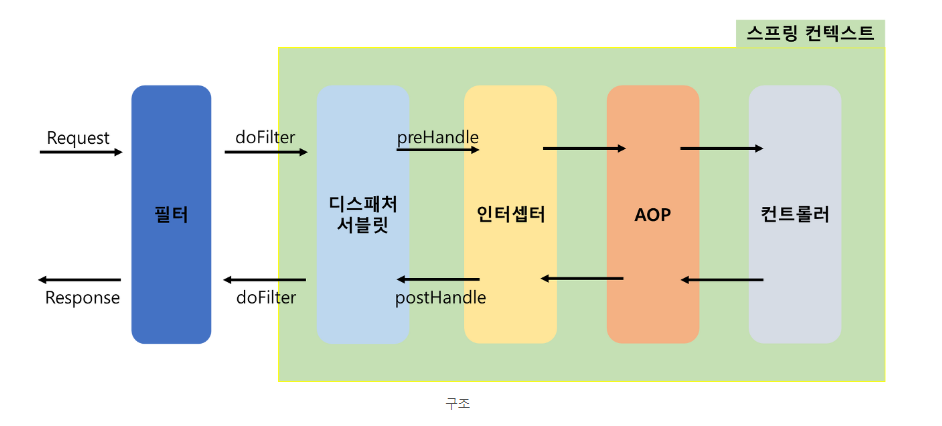 스프링 컨텍스트
Request
doFilter
preHandle
필터
디스패처
서블릿
인터셉터
AOP
컨트롤러
Response
doFilter
postHandle
구조